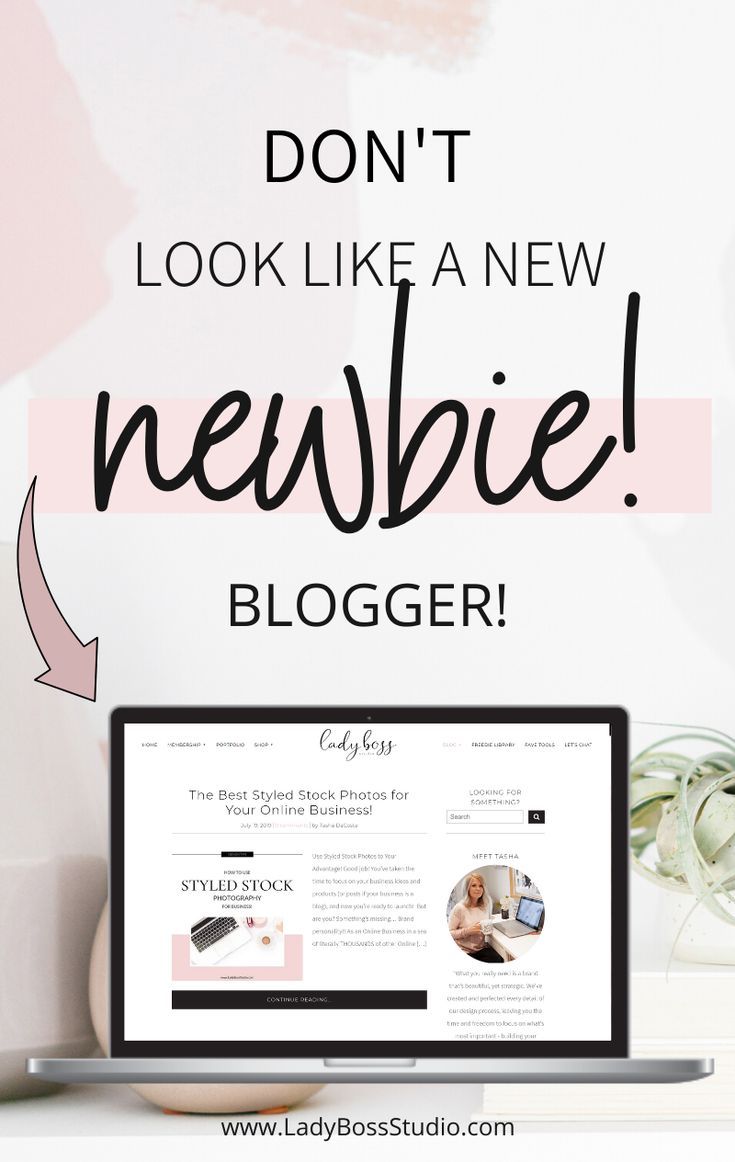 DON'T
LOOK LIKE A NEW
newbie!
BLOGGER!
HOME MEMBERSHIP PORTFOLIO SHOP ladyboss BLOG FREEBIE LIBRARY FAVE TOOLS LET'S CHAT
The Best Styled Stock Photos for
Your Online Business!
July 19, 2019 | by Tasha DaCosta
HOW TO USE
STYLED STOCK
PHOTOGRAPHY
FOR BUSINESS!
www.LadyBossStudio.com
Use Styled Stock Photos to Your
Advantage! Good job! You've taken the
time to focus on your business ideas and
products (or posts if your business is a
blog), and now you're ready to launch! But
are you? Something's missing... Brand
personality!! As an Online Business in a sea
of literally THOUSANDS of other Online [...]
CONTINUE READING...
LOOKING FOR
SOMETHING?
Search
MEET TASHA
"What you really need is a brand
that's beautiful, yet strategic. We've
created and perfected every detail of
our design process, leaving you the
time and freedom to focus on what's
most important - building your
www.LadyBossStudio.com